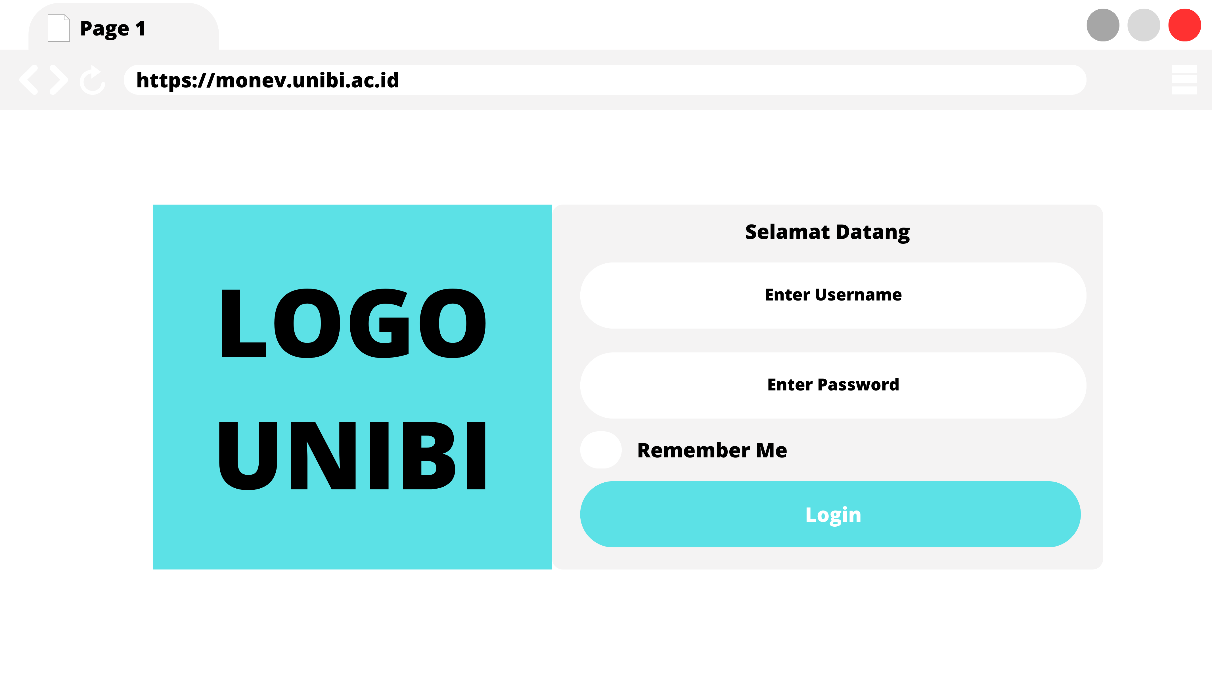 Page 1
https://monev.unibi.ac.id
LOGO
UNIBI
Selamat Datang
Enter Username
Enter Password
Remember Me
Login